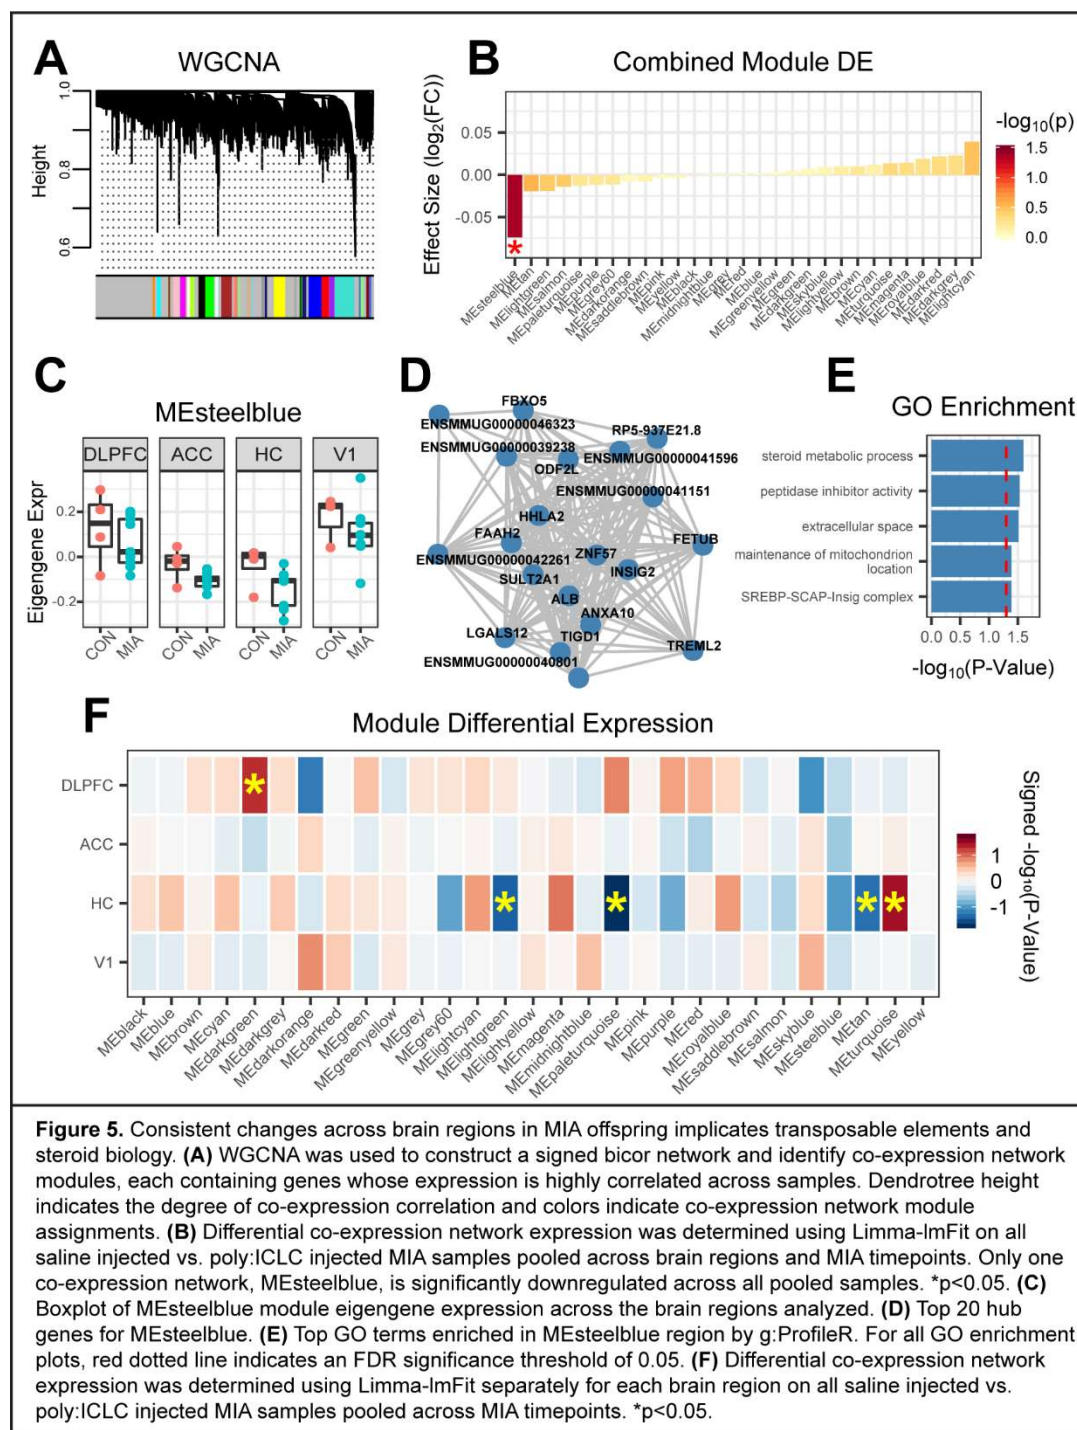 A
WGCNA
Height
1.0
0.8
0.6
B
Combined Module DE
Effect Size (log2(FC))
0.05
0.00
-0.05
*
-log10(p)
1.5
1.0
0.5
0.0
MEsteelblue
MEtan
MElightgreen
MEsalmon
MEpaleturquoise
MEpurple
MEgrey60
MEdarkorange
MEsaddlebrown
MEpink
MEyellow
MEblack
MEmidnightblue
MEgrey
MEred
MEblue
MEgreenyellow
MEgreen
MEdarkgreen
MEskyblue
MElightyellow
MEbrown
MEcyan
MEturquoise
MEmagenta
MEroyalblue
MEdarkred
MEdarkgrey
MElightcyan
C
MEsteelblue
DLPFC ACC HC V1
Eigengene Expr
0.2
0.0
-0.2
CON MIA CON MIA CON MIA CON MIA
D
FBXO5
ENSMMUG00000046323
RP5-937E21.8
ENSMMUG00000039238
ENSMMUG00000041596
ODF2L
ENSMMUG00000041151
HHLA2
FAAH2
FETUB
ZNF57
ENSMMUG00000042261
INSIG2
SULT2A1
ALB
ANXA10
LGALS12
TIGD1
TREML2
ENSMMUG00000040801
E
GO Enrichment
steroid metabolic process
peptidase inhibitor activity
extracellular space
maintenance of mitochondrion
location
SREBP-SCAP-Insig complex
0.0 0.5 1.0 1.5
-log10(P-Value)
F
Module Differential Expression
DLPFC
ACC
HC
V1
* * * * *
Signed -log10(P-Value)
1
0
-1
MEblack
MEblue
MEbrown
MEcyan
MEdarkgreen
MEdarkgrey
MEdarkorange
MEdarkred
MEgreen
MEgreenyellow
MEgrey
MEgrey60
MElightcyan
MElightgreen
MElightyellow
MEmagenta
MEmidnightblue
MEpaleturquoise
MEpink
MEpurple
MEred
MEroyalblue
MEsaddlebrown
MEsalmon
MEskyblue
MEsteelblue
MEtan
MEturquoise
MEyellow
Figure 5. Consistent changes across brain regions in MIA offspring implicates transposable elements and
steroid biology. (A) WGCNA was used to construct a signed bicor network and identify co-expression network
modules, each containing genes whose expression is highly correlated across samples. Dendrotree height
indicates the degree of co-expression correlation and colors indicate co-expression network module
assignments. (B) Differential co-expression network expression was determined using Limma-lmFit on all
saline injected vs. poly:ICLC injected MIA samples pooled across brain regions and MIA timepoints. Only one
co-expression network, MEsteelblue, is significantly downregulated across all pooled samples. *p<0.05. (C)
Boxplot of MEsteelblue module eigengene expression across the brain regions analyzed. (D) Top 20 hub
genes for MEsteelblue. (E) Top GO terms enriched in MEsteelblue region by g:ProfileR. For all GO enrichment
plots, red dotted line indicates an FDR significance threshold of 0.05. (F) Differential co-expression network
expression was determined using Limma-lmFit separately for each brain region on all saline injected vs.
poly:ICLC injected MIA samples pooled across MIA timepoints. *p<0.05.